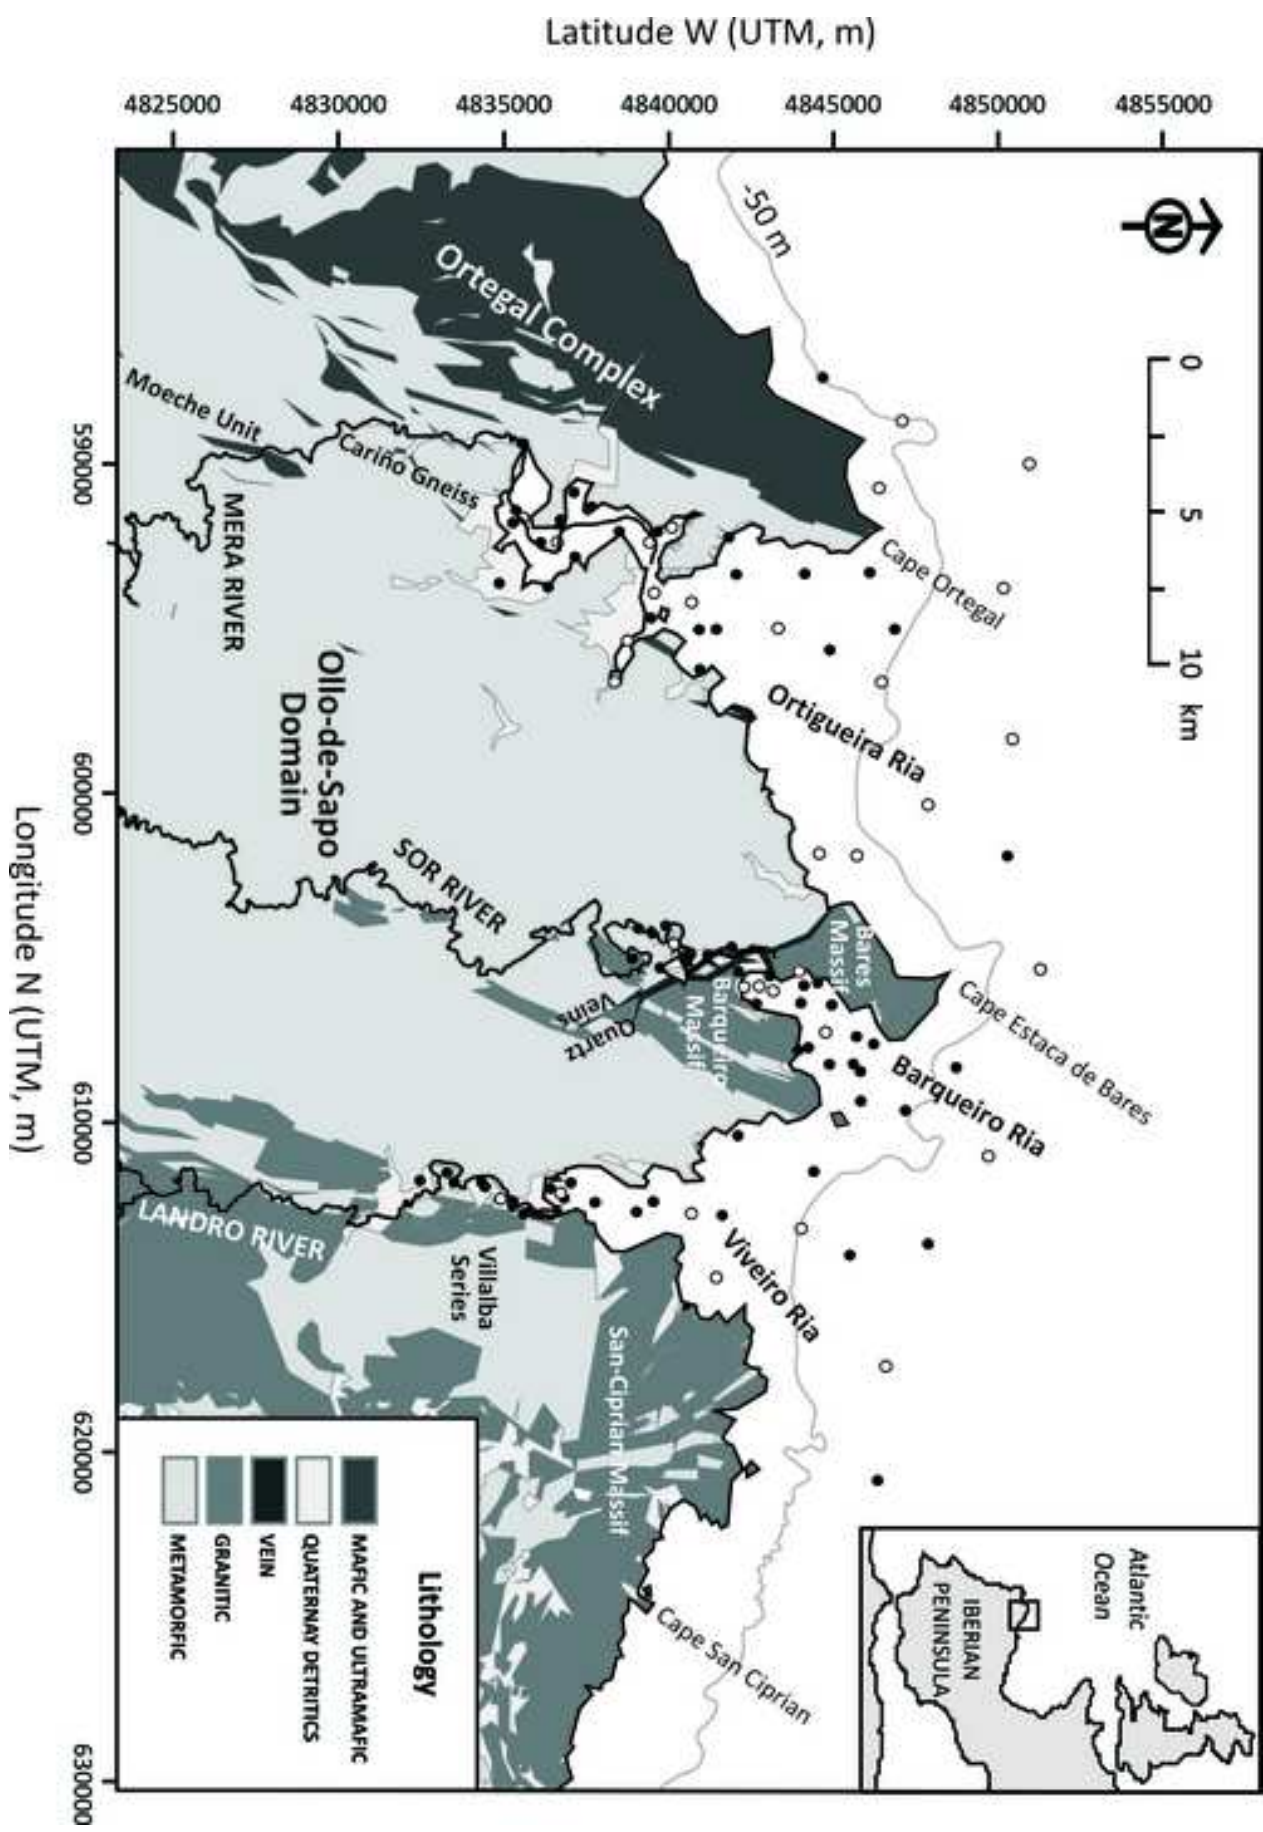 Latitude W (UTM, m)
4825000
4830000
4835000
4840000
4845000
4850000
4855000
-50 m
N
0
5
10
km
Ortegal Complex
Moeche Unit
Cariño Gneiss
Cape Ortegal
590000
MERA RIVER
Ortigueira Ria
Ollo-de-Sapo
Domain
600000
SOR RIVER
Bares
Massif
Cape Estaca de Bares
Quartz
Veins
Barqueiro
Massif
Barqueiro Ria
610000
LANDRO RIVER
Villalba
Series
Viveiro Ria
San-Ciprian Massif
620000
Cape San Ciprian
630000
Longitude N (UTM, m)
Lithology
MAFIC AND ULTRAMAFIC
QUATERNAY DETRITICS
VEIN
GRANITIC
METAMORFIC
Atlantic
Ocean
IBERIAN
PENINSULA